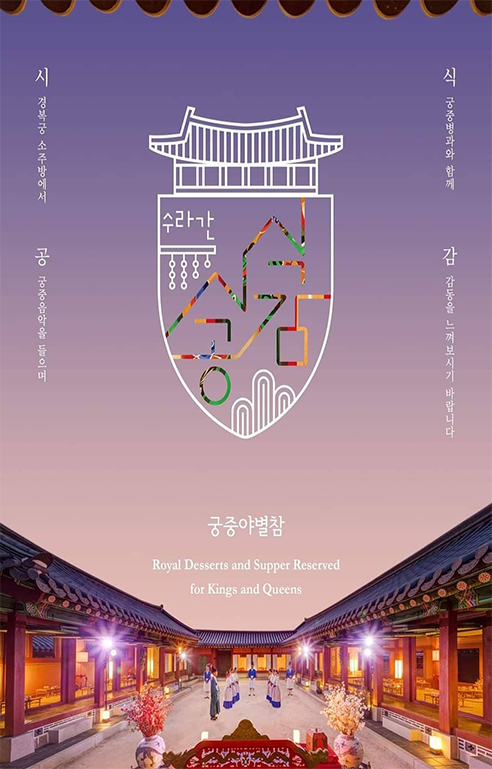 시 경복궁 소주방에서
공 궁중음악을 들으며
식 궁중병과와 함께
감 감동을 느껴보시기 바랍니다
수라간
시식공감
궁중야별참
Royal Desserts and Supper Reserved
for Kings and Queens